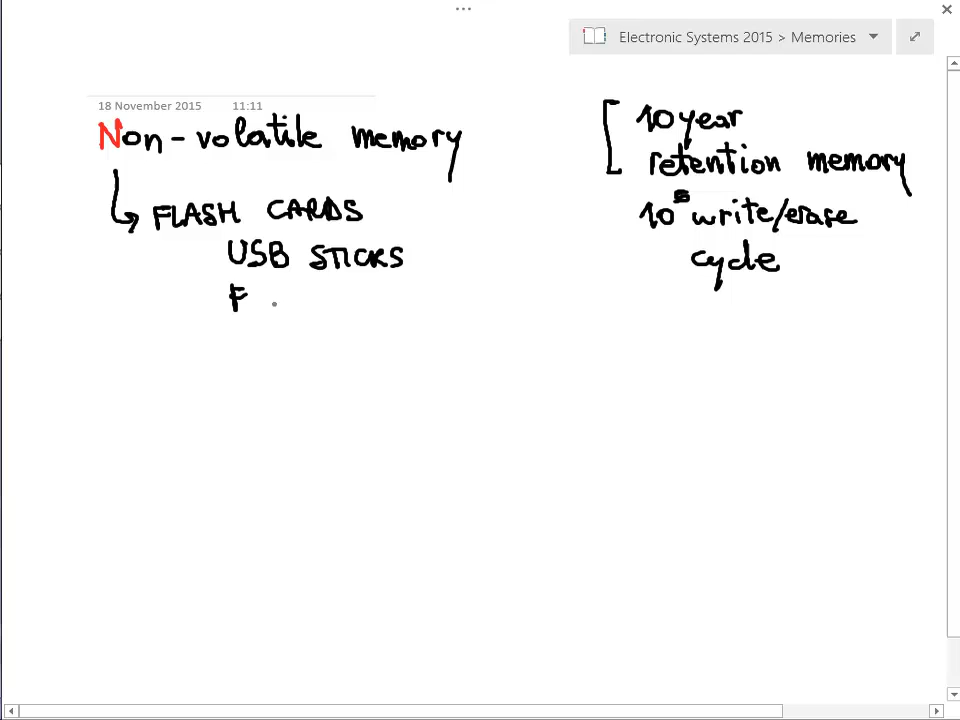 Electronic Systems 2015 > Memories
18 November 2015 11:11
Non-volatile memory
FLASH CARDS
USB STICKS
F
10 year
retention memory
10⁵ write/erase
cycle